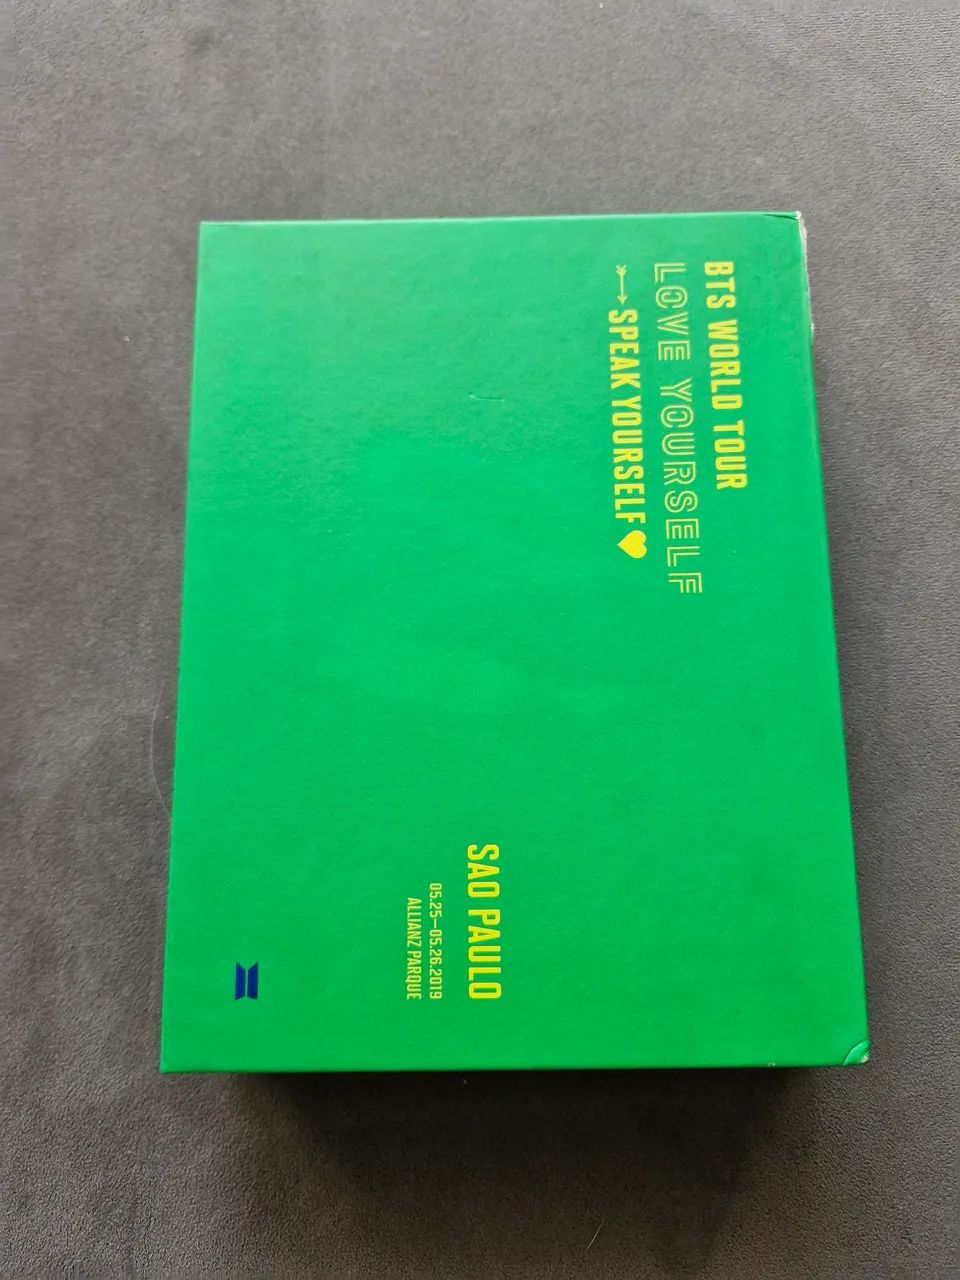 BTS WORLD TOUR
LOVE YOURSELF
SPEAK YOURSELF
SAO PAULO
05.25—05.26.2019
ALLIANZ PARQUE